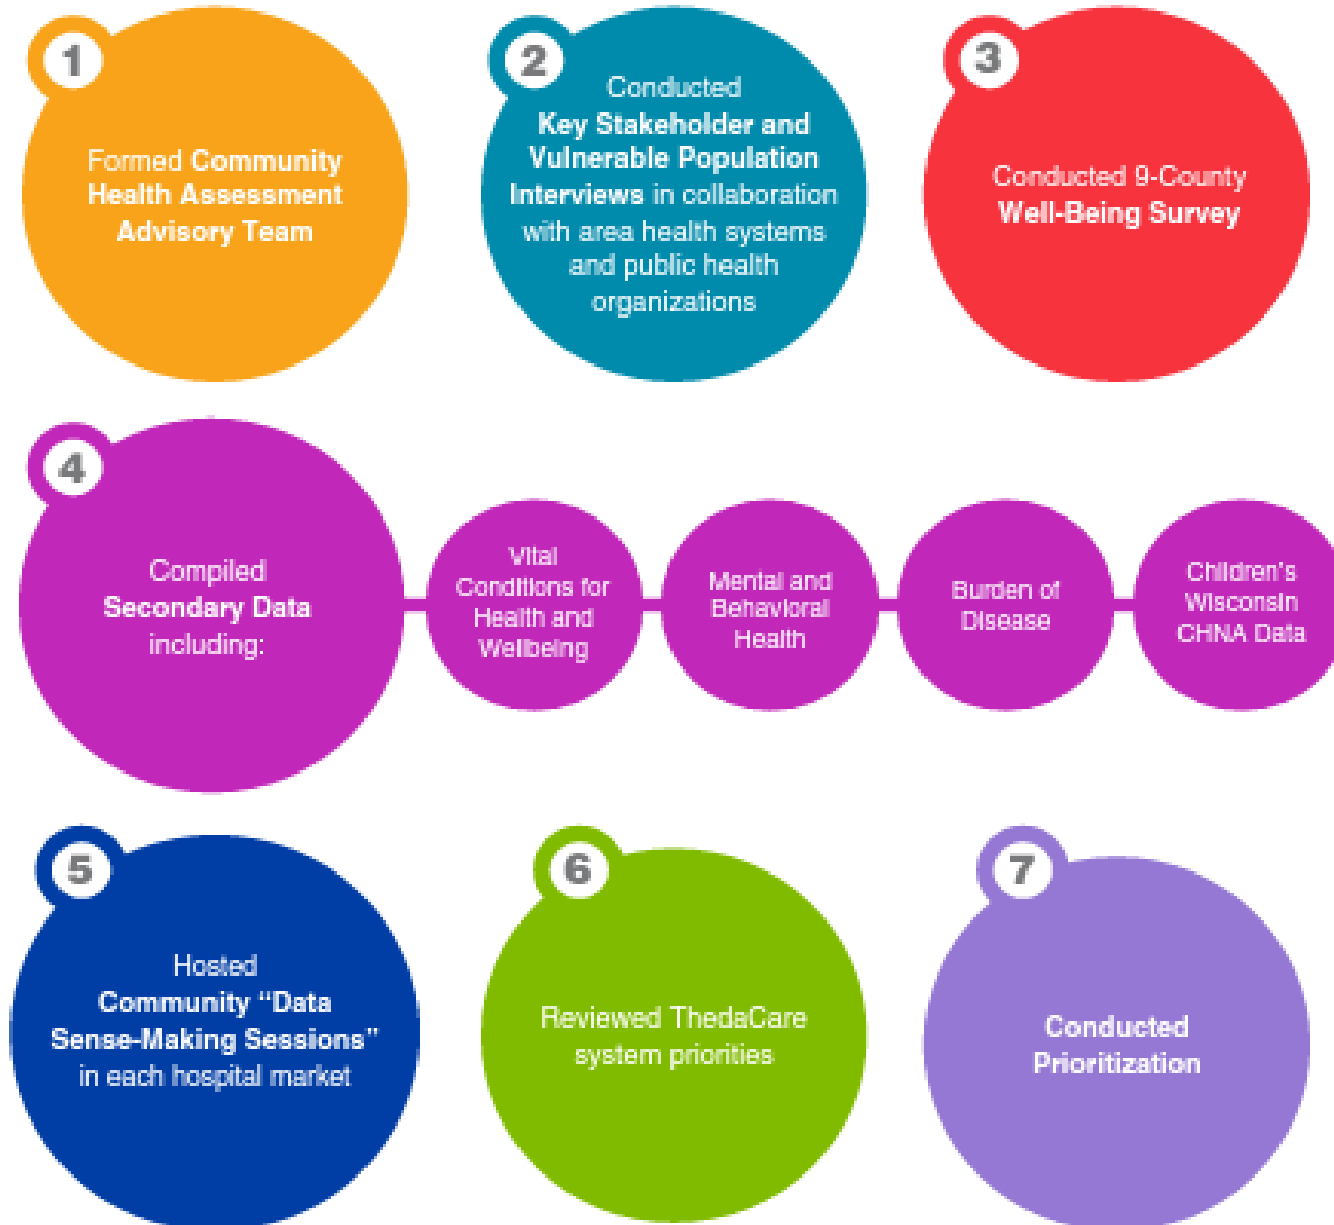 1
Formed Community
Health Assessment
Advisory Team
2
Conducted
Key Stakeholder and
Vulnerable Population
Interviews in collaboration
with area health systems
and public health
organizations
3
Conducted 9-County
Well-Being Survey
4
Compiled
Secondary Data
including:
Vital
Conditions for
Health and
Wellbeing
Mental and
Behavioral
Health
Burden of
Disease
Children's
Wisconsin
CHNA Data
5
Hosted
Community “Data
Sense-Making Sessions”
in each hospital market
6
Reviewed ThedaCare
system priorities
7
Conducted
Prioritization